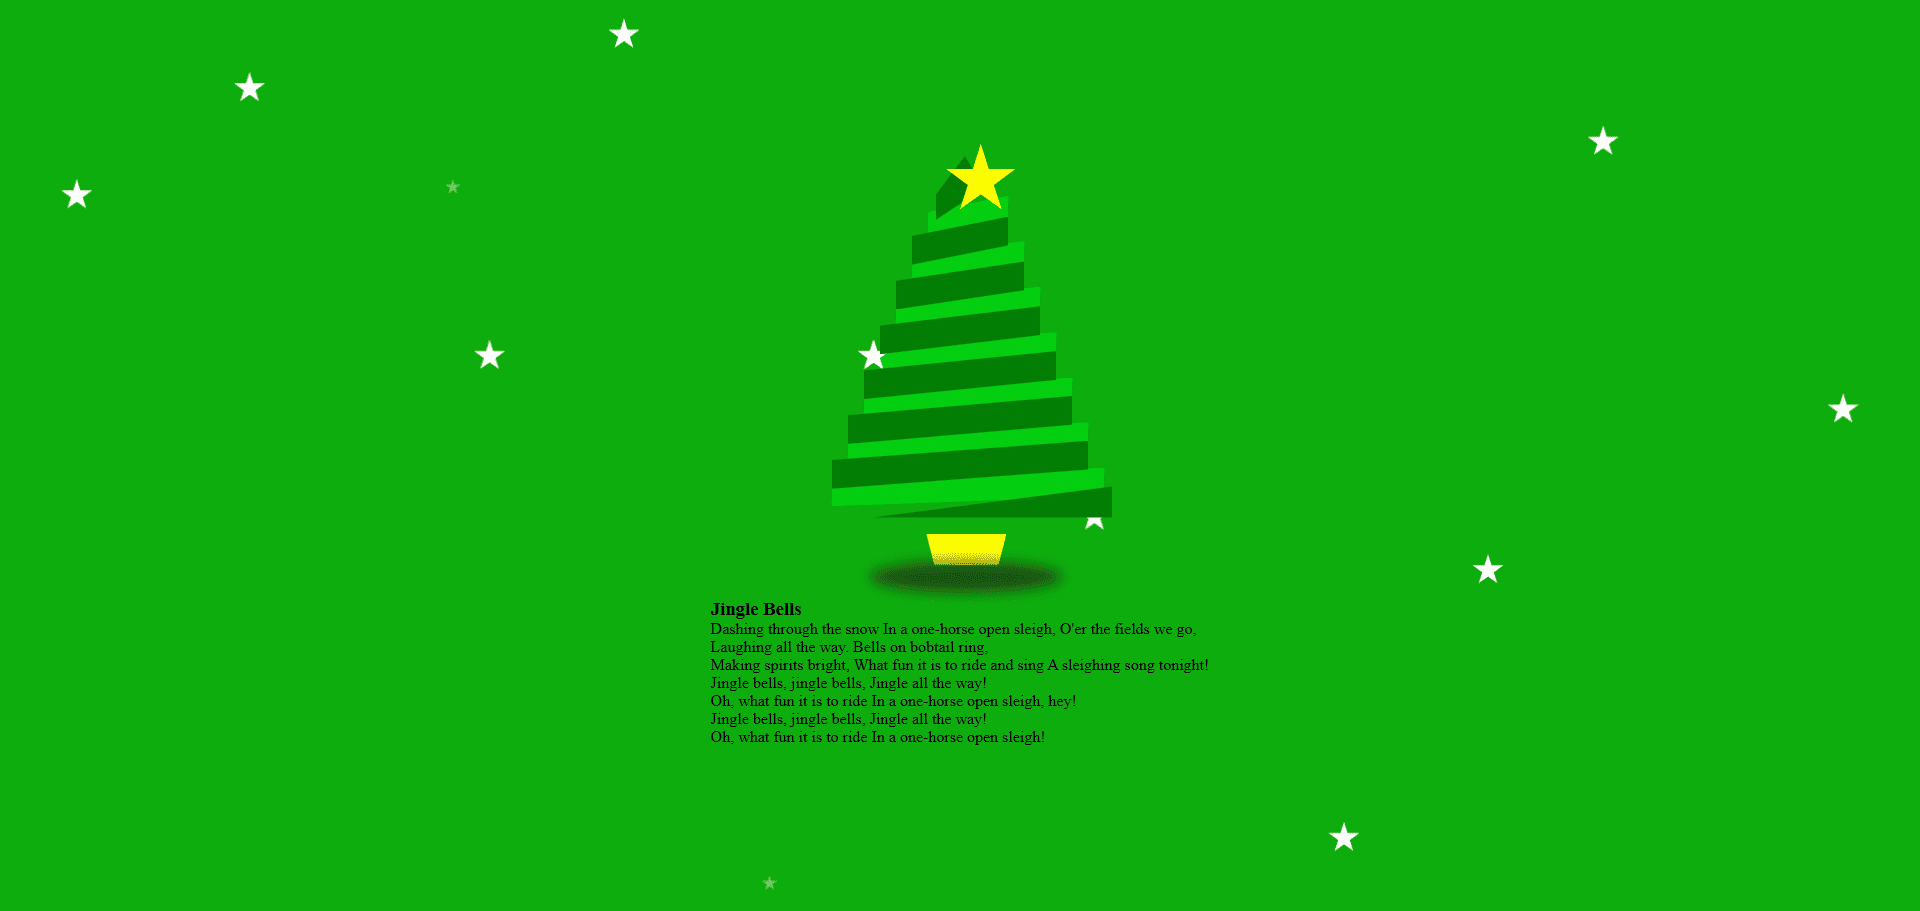 Jingle Bells
Dashing through the snow In a one-horse open sleigh, O'er the fields we go,
Laughing all the way. Bells on bobtail ring,
Making spirits bright, What fun it is to ride and sing A sleighing song tonight!
Jingle bells, jingle bells, Jingle all the way!
Oh, what fun it is to ride In a one-horse open sleigh, hey!
Jingle bells, jingle bells, Jingle all the way!
Oh, what fun it is to ride In a one-horse open sleigh!